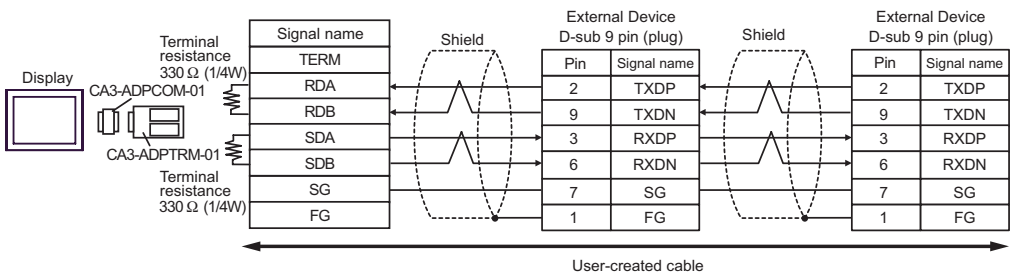 Display
CA3-ADPCOM-01
CA3-ADPTRM-01
Terminal
resistance
330 Ω (1/4W)
Terminal
resistance
330 Ω (1/4W)
Signal name
TERM
RDA
RDB
SDA
SDB
SG
FG
Shield
External Device
D-sub 9 pin (plug)
Pin Signal name
2 TXDP
9 TXDN
3 RXDP
6 RXDN
7 SG
1 FG
Shield
External Device
D-sub 9 pin (plug)
Pin Signal name
2 TXDP
9 TXDN
3 RXDP
6 RXDN
7 SG
1 FG
User-created cable